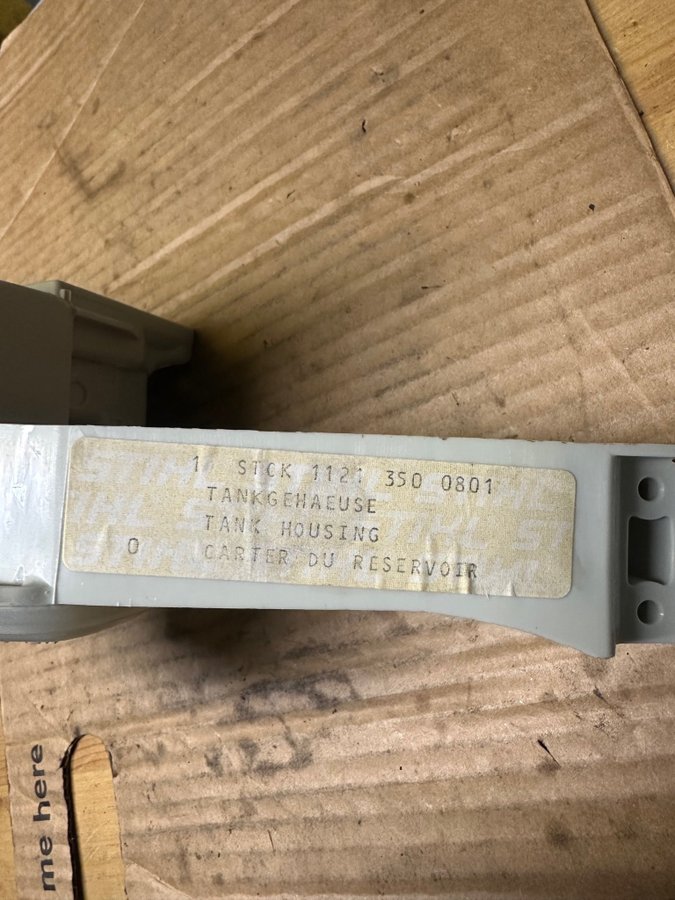 1 STCK 1121 350 0801
TANKGEHAEUSE
TANK HOUSING
0 CARTER DU RESERVOIR
me here